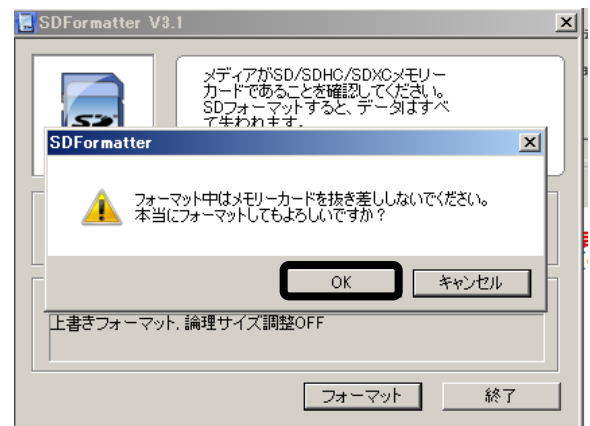 SDFormatter V3.1
メディアがSD/SDHC/SDXCメモリー
カードであることを確認してください。
SDフォーマットすると、データはすべ
て失われます。
SDFormatter
フォーマット中はメモリーカードを抜き差ししないでください。
本当にフォーマットしてもよろしいですか?
OK
キャンセル
上書きフォーマット, 論理サイズ調整OFF
フォーマット
終了